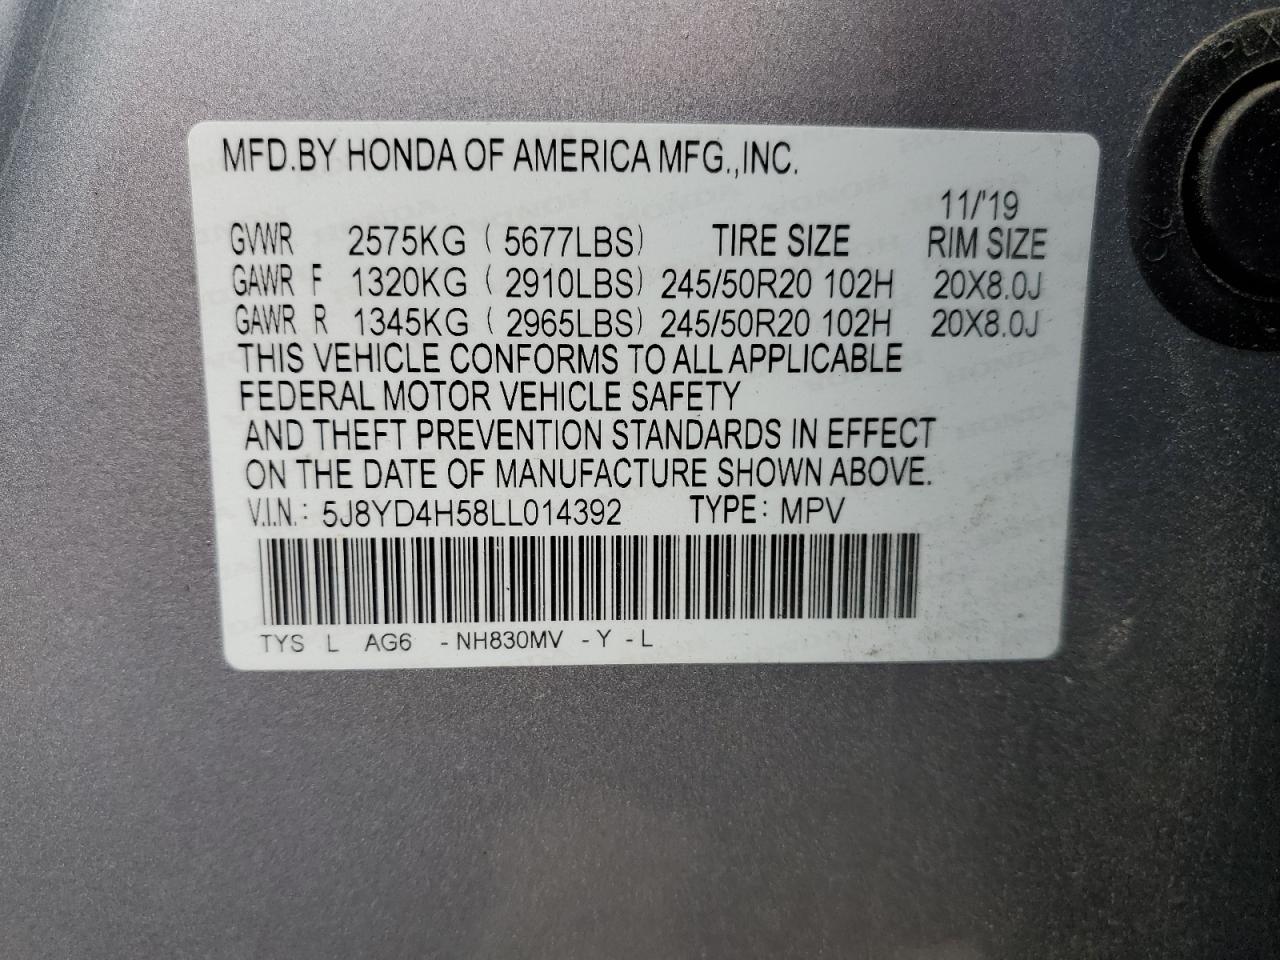 MFD.BY HONDA OF AMERICA MFG.,INC.
11/'19
GVWR 2575KG ( 5677LBS) TIRE SIZE RIM SIZE
GAWR F 1320KG ( 2910LBS) 245/50R20 102H 20X8.0J
GAWR R 1345KG ( 2965LBS) 245/50R20 102H 20X8.0J
THIS VEHICLE CONFORMS TO ALL APPLICABLE
FEDERAL MOTOR VEHICLE SAFETY
AND THEFT PREVENTION STANDARDS IN EFFECT
ON THE DATE OF MANUFACTURE SHOWN ABOVE.
V.I.N.: 5J8YD4H58LL014392 TYPE: MPV
TYS L AG6 -NH830MV -Y -L